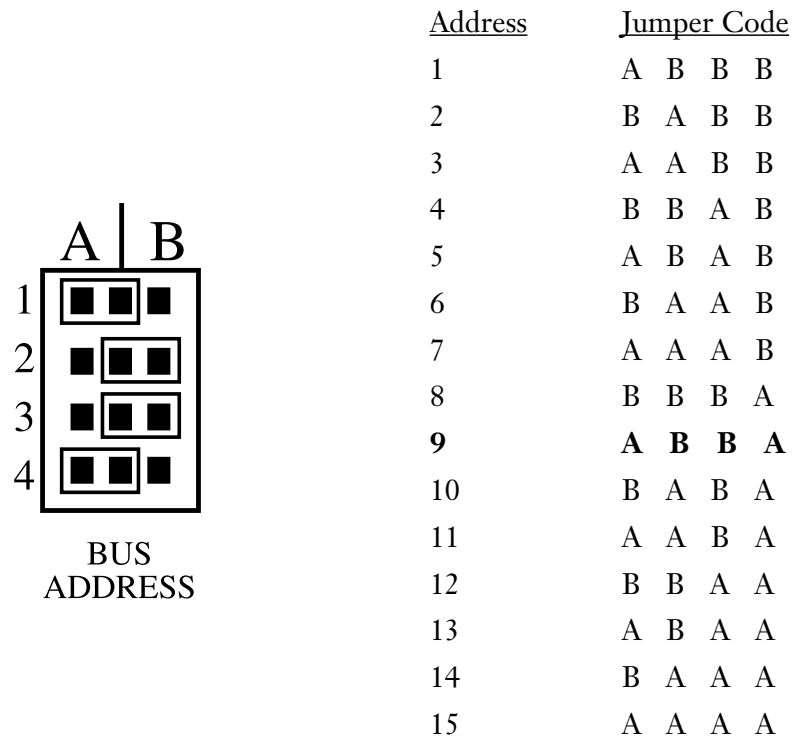 A B
1
2
3
4
BUS
ADDRESS
Address Jumper Code
1 A B B B
2 B A B B
3 A A B B
4 B B A B
5 A B A B
6 B A A B
7 A A A B
8 B B B A
9 A B B A
10 B A B A
11 A A B A
12 B B A A
13 A B A A
14 B A A A
15 A A A A